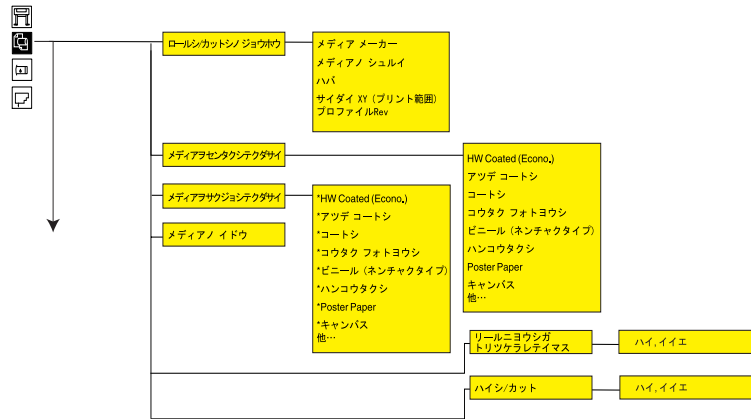 ロールシ/カットシノ ジョウホウ
メディア メーカー
メディアノ シュルイ
ハバ
サイダイ XY（プリント範囲）
プロファイルRev
メディアヲセンタクシテクダサイ
HW Coated (Econo.)
アツデ コートシ
コートシ
コウタク フォトヨウシ
ビニール（ネンチャクタイプ）
ハンコウタクシ
Poster Paper
キャンバス
他…
メディアヲサクジョシテクダサイ
*HW Coated (Econo.)
*アツデ コートシ
*コートシ
*コウタク フォトヨウシ
*ビニール（ネンチャクタイプ）
*ハンコウタクシ
*Poster Paper
*キャンバス
他…
メディアノ イドウ
リールニヨウシガ
トリツケラレテイマス
ハイ, イイエ
ハイシ/カット
ハイ, イイエ